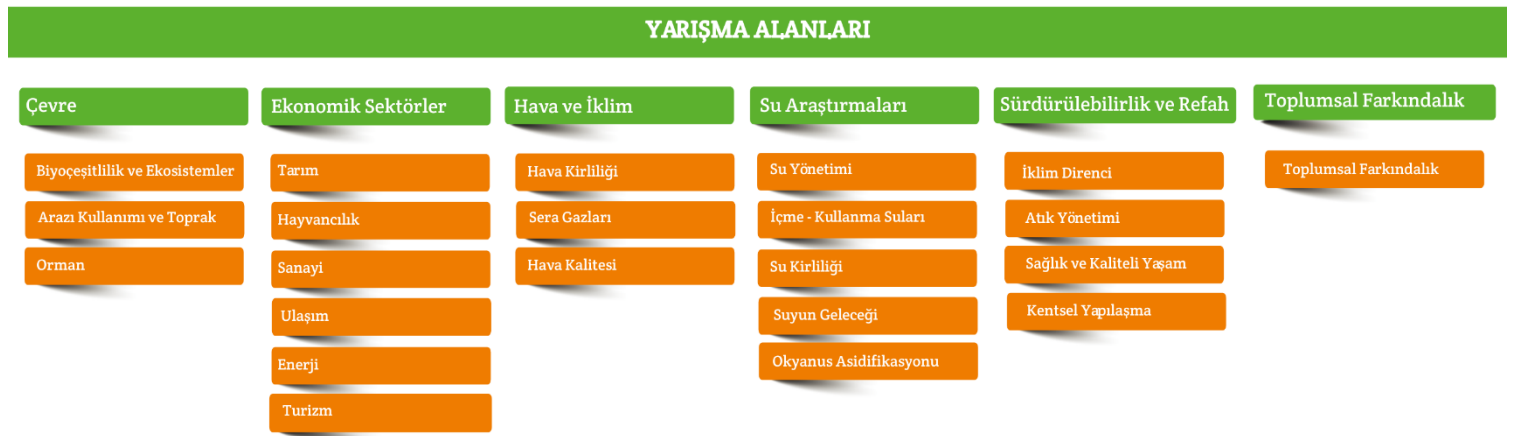 YARIŞMA ALANLARI
Çevre
Biyoçeşitlilik ve Ekosistemler
Arazı Kullanımı ve Toprak
Orman
Ekonomik Sektörler
Tarım
Hayvancılık
Sanayi
Ulaşım
Enerji
Turizm
Hava ve İklim
Hava Kirliliği
Sera Gazları
Hava Kalitesi
Su Araştırmaları
Su Yönetimi
İçme - Kullanma Suları
Su Kirliliği
Suyun Geleceği
Okyanus Asidifikasyonu
Sürdürülebilirlik ve Refah
İklim Direnci
Atık Yönetimi
Sağlık ve Kaliteli Yaşam
Kentsel Yapılaşma
Toplumsal Farkındalık
Toplumsal Farkındalık